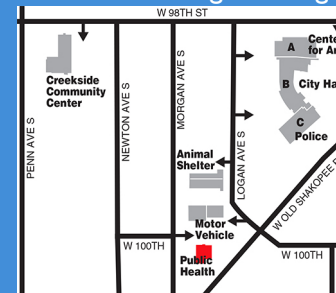 W 98TH ST
Cente
for Ar
A
B City Ha
C
Police
Creekside
Community
Center
PENN AVE S
NEWTON AVE S
MORGAN AVE S
LOGAN AVE S
Animal
Shelter
W OLD SHAKOPEE R
Motor
Vehicle
W 100TH
W 100TH
Public
Health